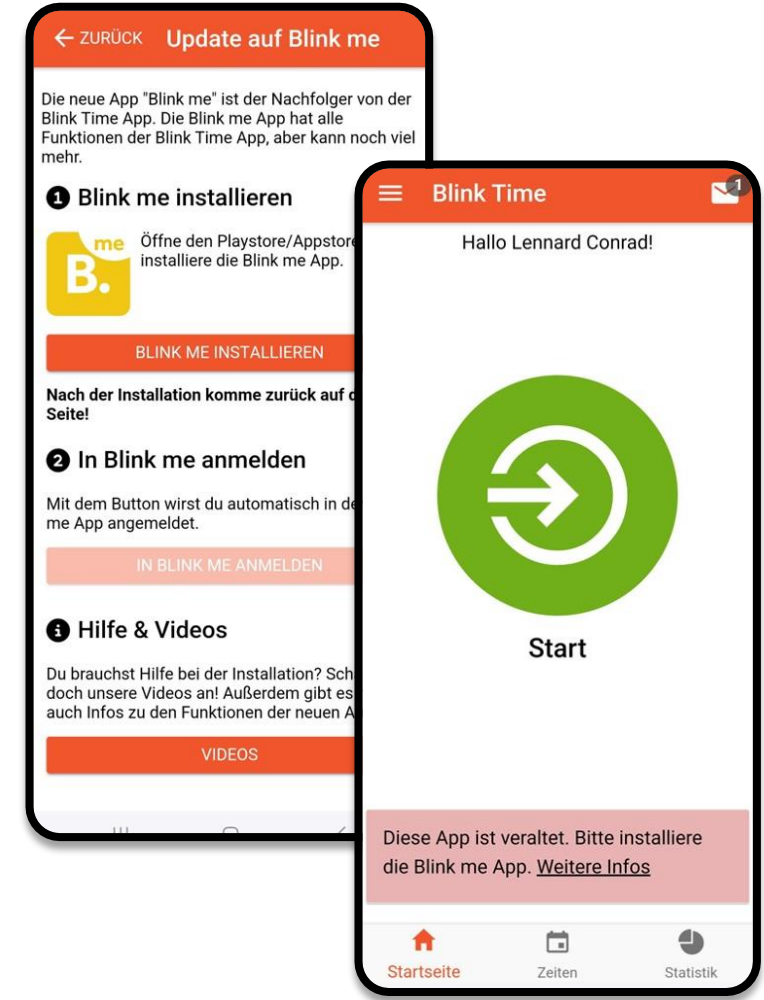 ZURÜCK Update auf Blink me
Die neue App "Blink me" ist der Nachfolger von der
Blink Time App. Die Blink me App hat alle
Funktionen der Blink Time App, aber kann noch viel
mehr.
1 Blink me installieren
me
B.
Öffne den Playstore/Appstore
installiere die Blink me App.
BLINK ME INSTALLIEREN
Nach der Installation komme zurück auf
Seite!
2 In Blink me anmelden
Mit dem Button wirst du automatisch in
me App angemeldet.
IN BLINK ME ANMELDEN
i Hilfe & Videos
Du brauchst Hilfe bei der Installation?
doch unsere Videos an! Außerdem gibt es
auch Infos zu den Funktionen der neuen
VIDEOS
Blink Time 1
Hallo Lennard Conrad!
Start
Diese App ist veraltet. Bitte installiere
die Blink me App. Weitere Infos
Startseite Zeiten Statistik